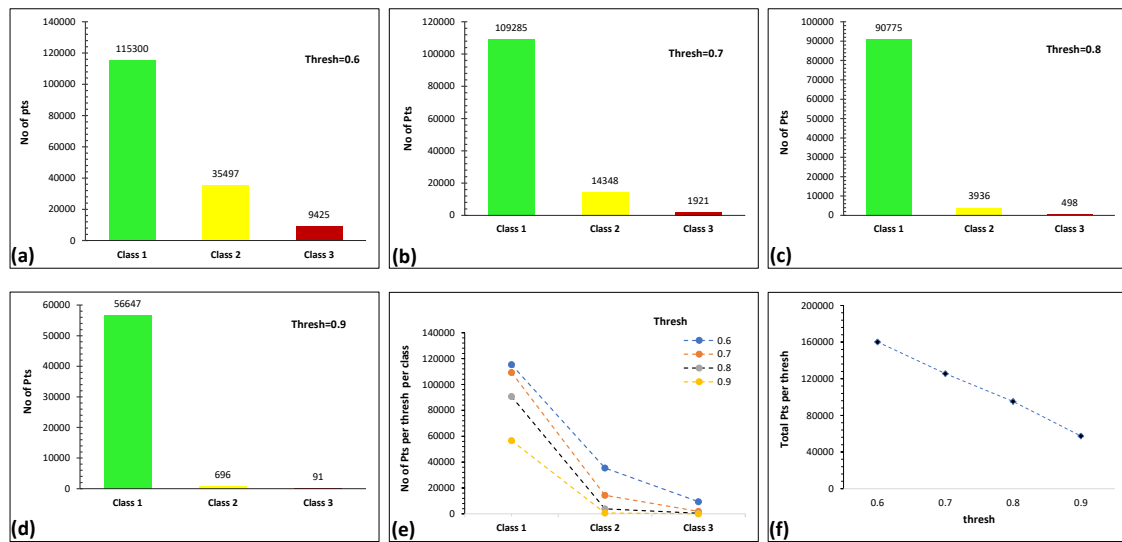 140000
120000
100000
80000
60000
40000
20000
0
No of pts
115300
35497
9425
Thresh=0.6
Class 1 Class 2 Class 3
(a)
120000
100000
80000
60000
40000
20000
0
No of Pts
109285
14348
1921
Thresh=0.7
Class 1 Class 2 Class 3
(b)
100000
90000
80000
70000
60000
50000
40000
30000
20000
10000
0
No of Pts
90775
3936
498
Thresh=0.8
Class 1 Class 2 Class 3
(c)
60000
50000
40000
30000
20000
10000
0
No of Pts
56647
696
91
Thresh=0.9
Class 1 Class 2 Class 3
(d)
140000
120000
100000
80000
60000
40000
20000
0
No of Pts per thresh per class
Thresh
0.6
0.7
0.8
0.9
Class 1 Class 2 Class 3
(e)
200000
160000
120000
80000
40000
0
Total Pts per thresh
0.6 0.7 0.8 0.9
thresh
(f)